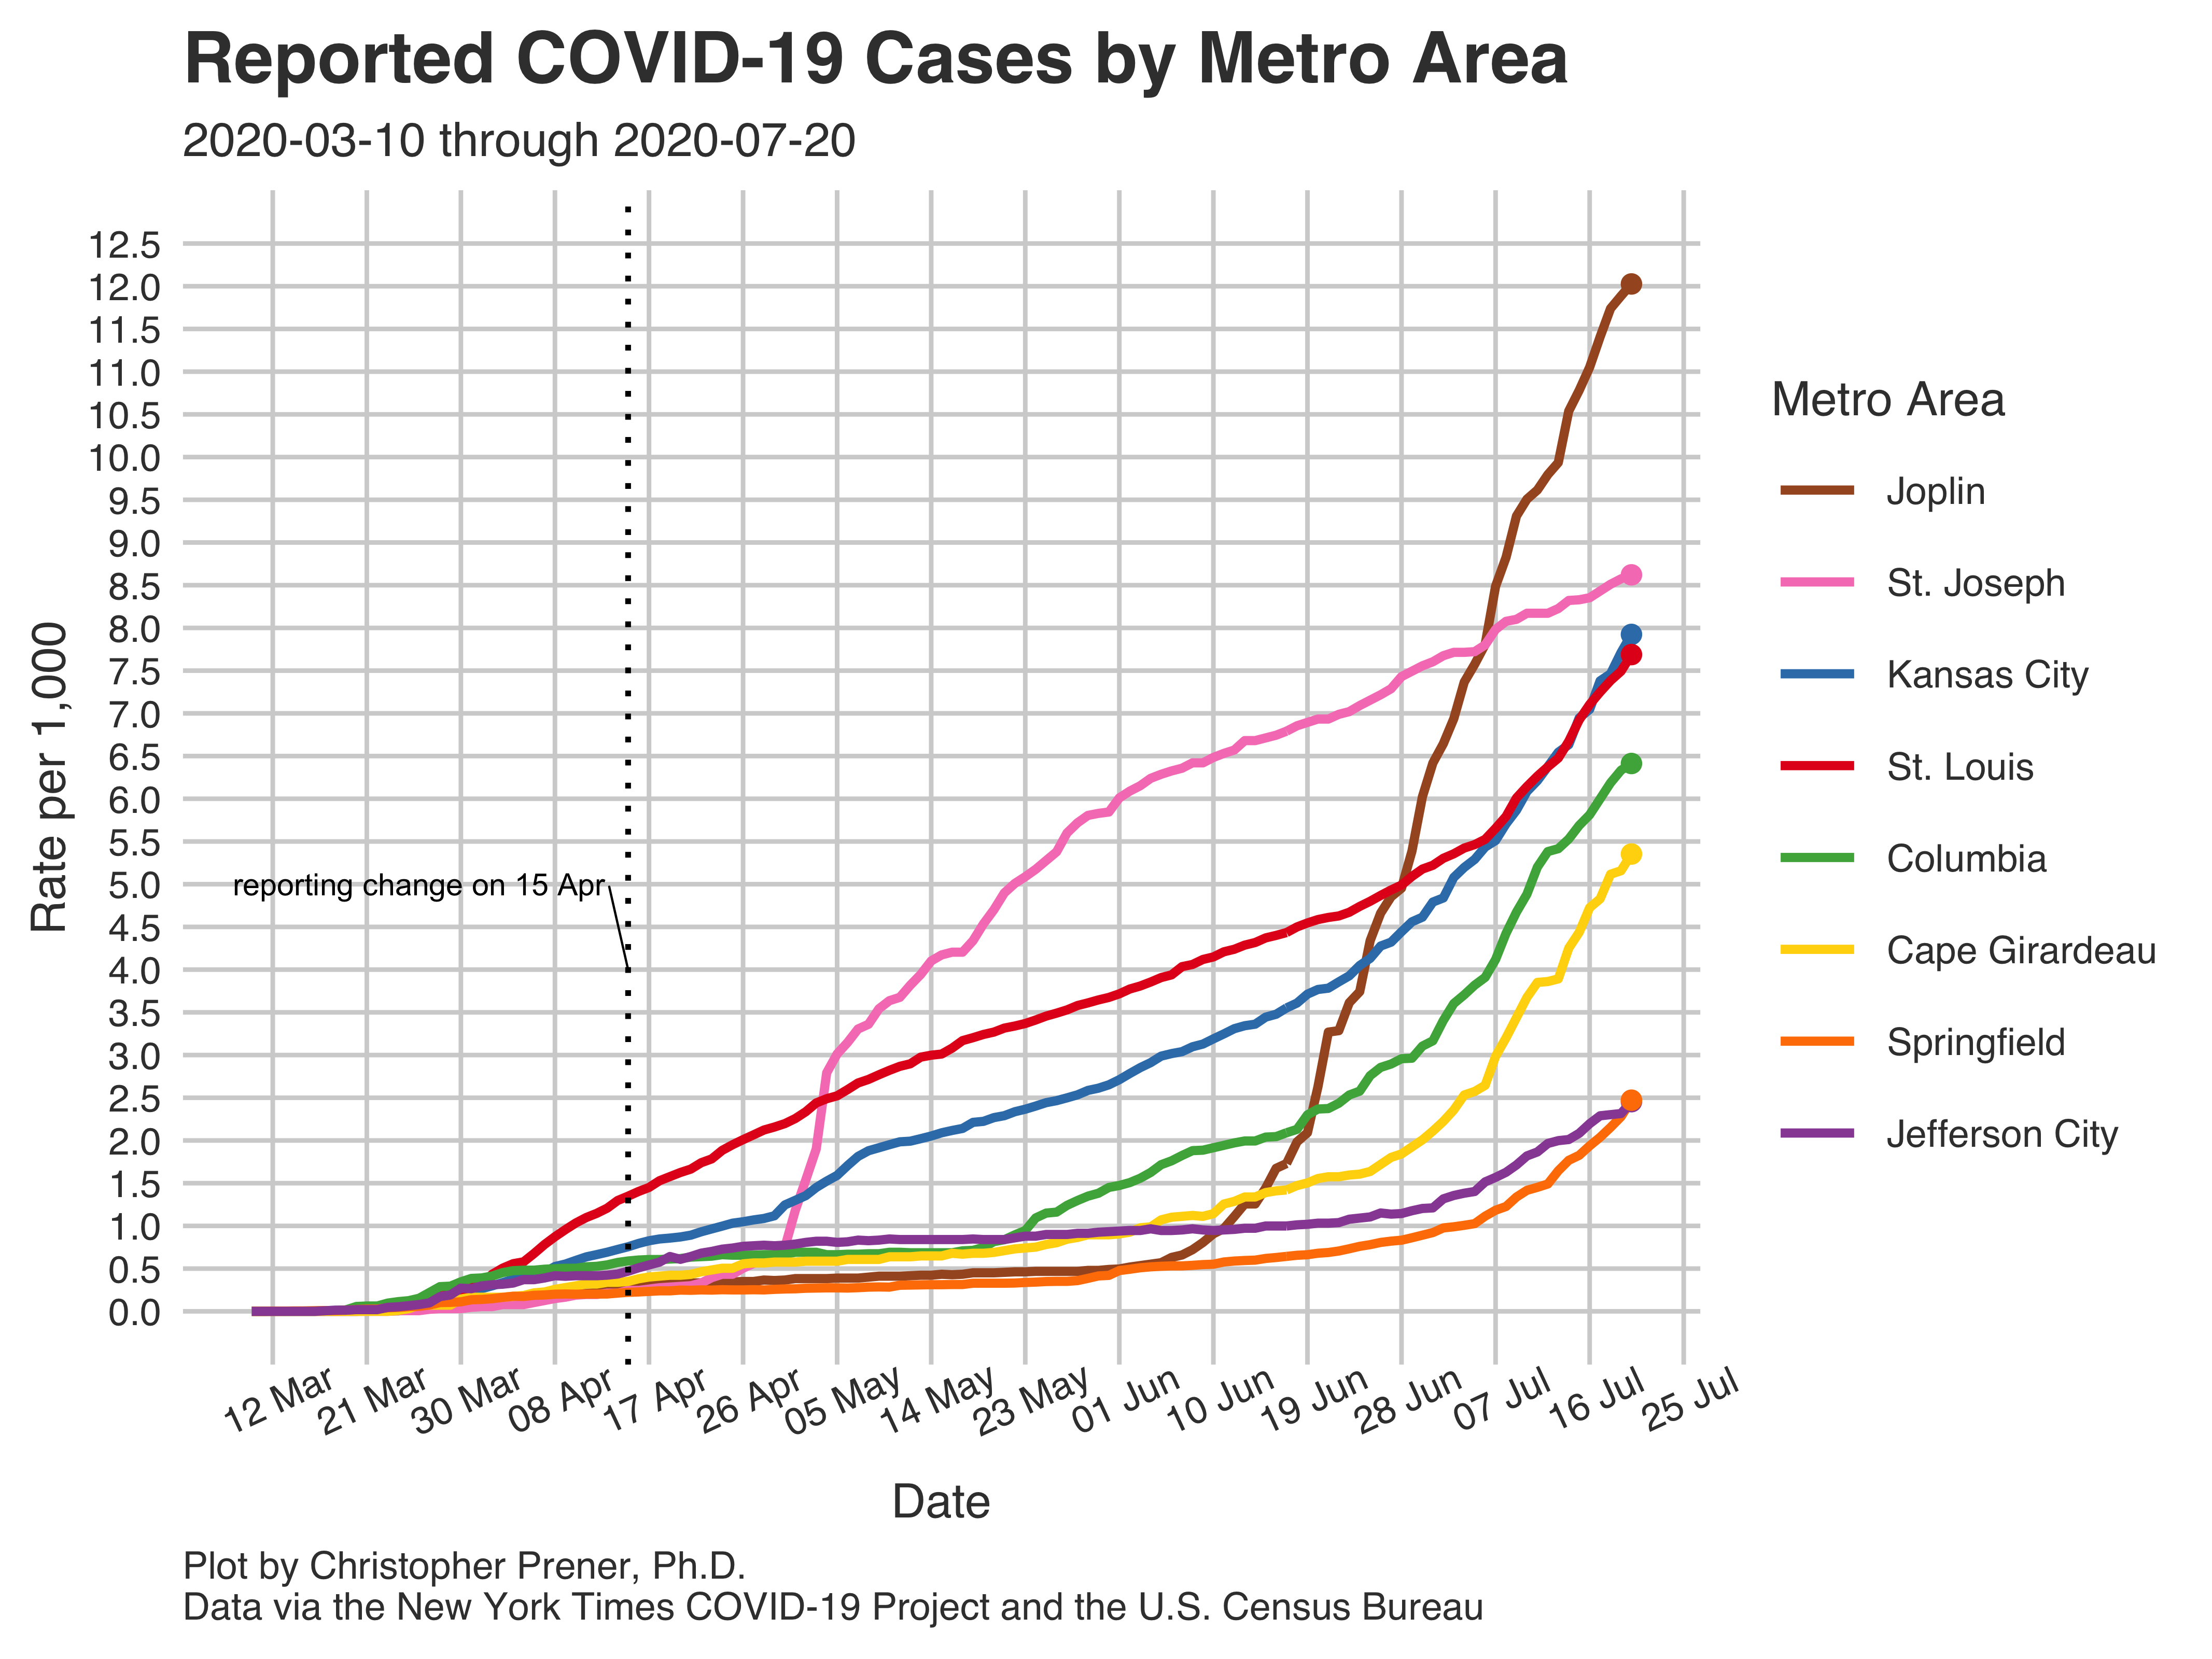 Reported COVID-19 Cases by Metro Area
2020-03-10 through 2020-07-20
12.5
12.0
11.5
11.0
10.5
10.0
9.5
9.0
8.5
8.0
7.5
7.0
6.5
6.0
5.5
5.0
4.5
4.0
3.5
3.0
2.5
2.0
1.5
1.0
0.5
0.0
Rate per 1,000
reporting change on 15 Apr
12 Mar
21 Mar
30 Mar
08 Apr
17 Apr
26 Apr
05 May
14 May
23 May
01 Jun
10 Jun
19 Jun
28 Jun
07 Jul
16 Jul
25 Jul
Date
Metro Area
Joplin
St. Joseph
Kansas City
St. Louis
Columbia
Cape Girardeau
Springfield
Jefferson City
Plot by Christopher Prener, Ph.D.
Data via the New York Times COVID-19 Project and the U.S. Census Bureau